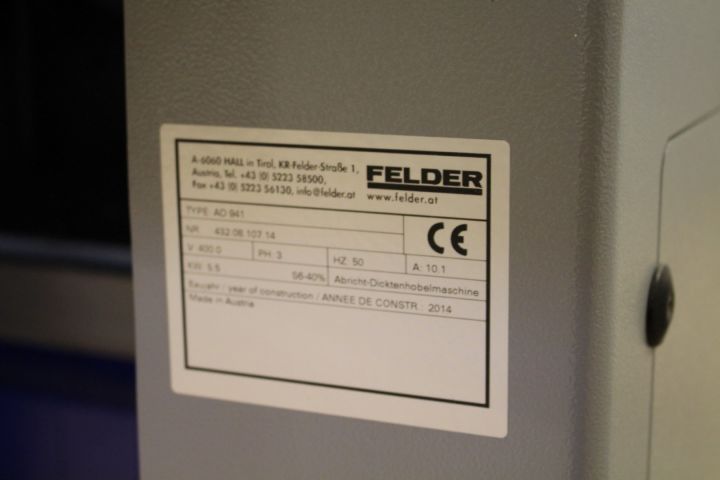 A-6060 HALL in Tirol, KR-Felder-Straße 1,
Austria, Tel. +43 (0) 5223 58500,
Fax +43 (0) 5223 56130, info@felder.at
FELDER
www.felder.at
TYPE: AD 941
CE
NR: 432.08.107.14
V: 400.0 PH: 3 HZ: 50 A: 10.1
KW: 5.5 S6-40% Abricht-Dicktenhobelmaschine
Baujahr / year of construction / ANNEE DE CONSTR.: 2014
Made in Austria